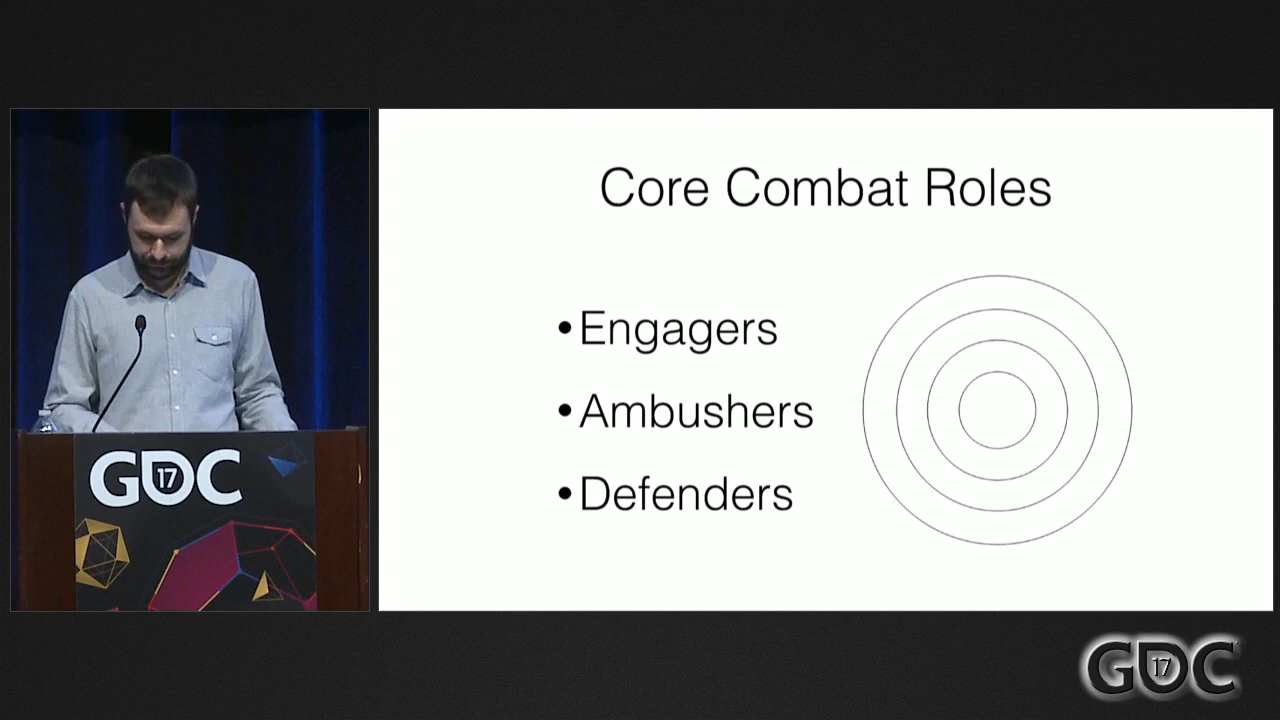 Core Combat Roles
•Engagers
•Ambushers
•Defenders
GDC
17
GDC
17